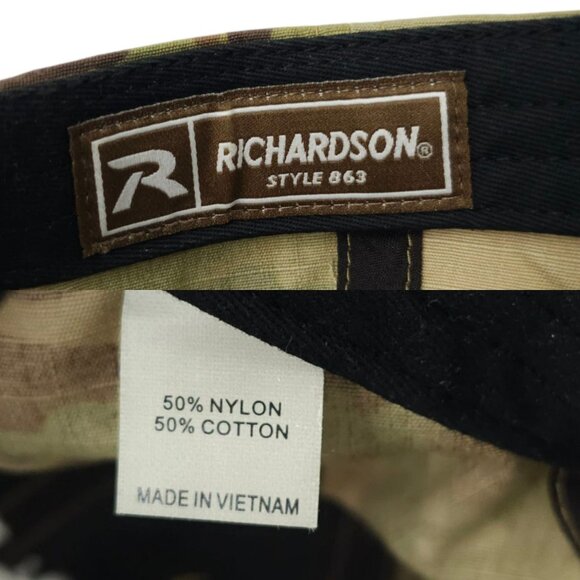 R RICHARDSON®
STYLE 863
50% NYLON
50% COTTON
MADE IN VIETNAM